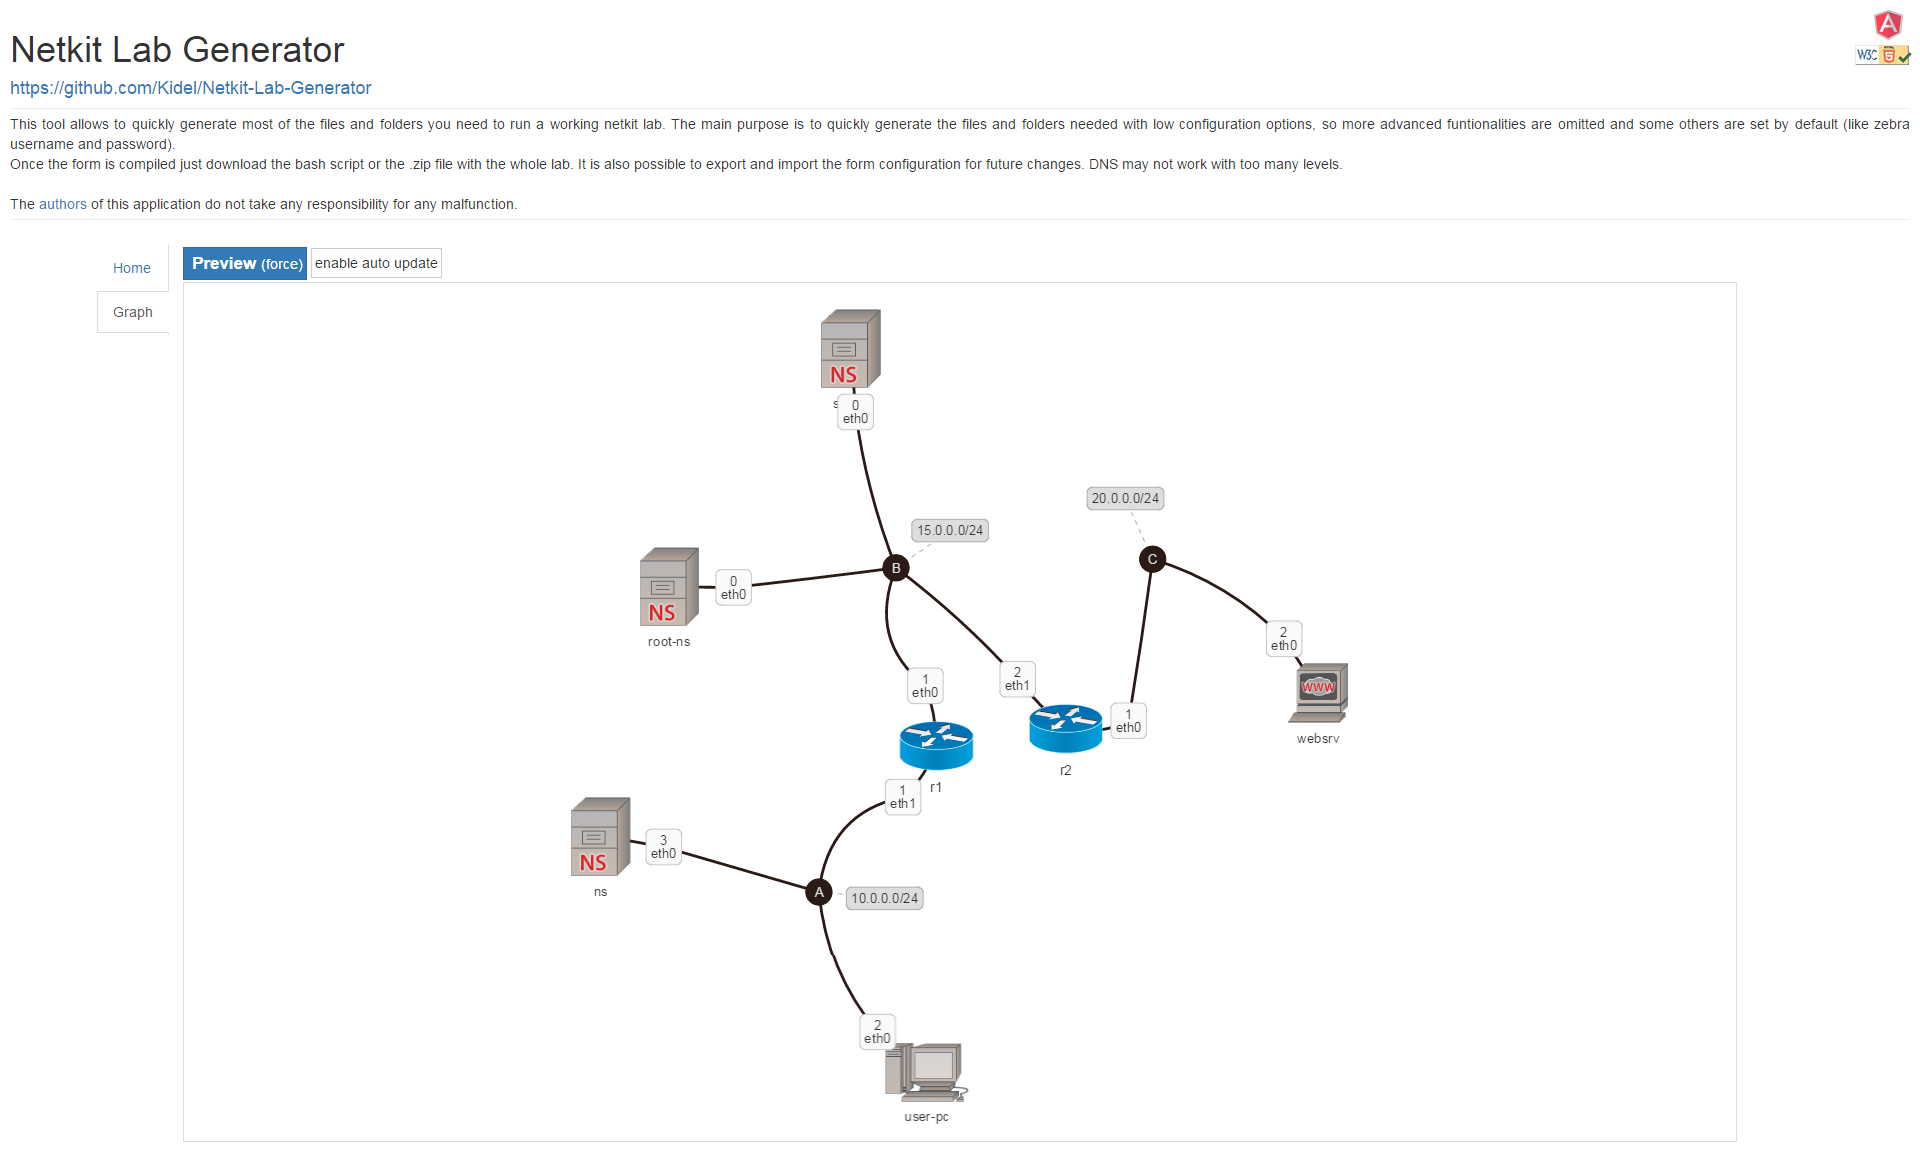 Netkit Lab Generator
https://github.com/Kidel/Netkit-Lab-Generator
W3C
This tool allows to quickly generate most of the files and folders you need to run a working netkit lab. The main purpose is to quickly generate the files and folders needed with low configuration options, so more advanced funtionalities are omitted and some others are set by default (like zebra
username and password).
Once the form is compiled just download the bash script or the .zip file with the whole lab. It is also possible to export and import the form configuration for future changes. DNS may not work with too many levels.
The authors of this application do not take any responsibility for any malfunction.
Home
Graph
Preview (force)
enable auto update
NS
0
eth0
20.0.0.0/24
15.0.0.0/24
C
B
NS
0
eth0
root-ns
2
eth0
WWW
websrv
1
eth0
2
eth1
1
eth0
r2
r1
1
eth1
NS
3
eth0
ns
A
10.0.0.0/24
2
eth0
user-pc